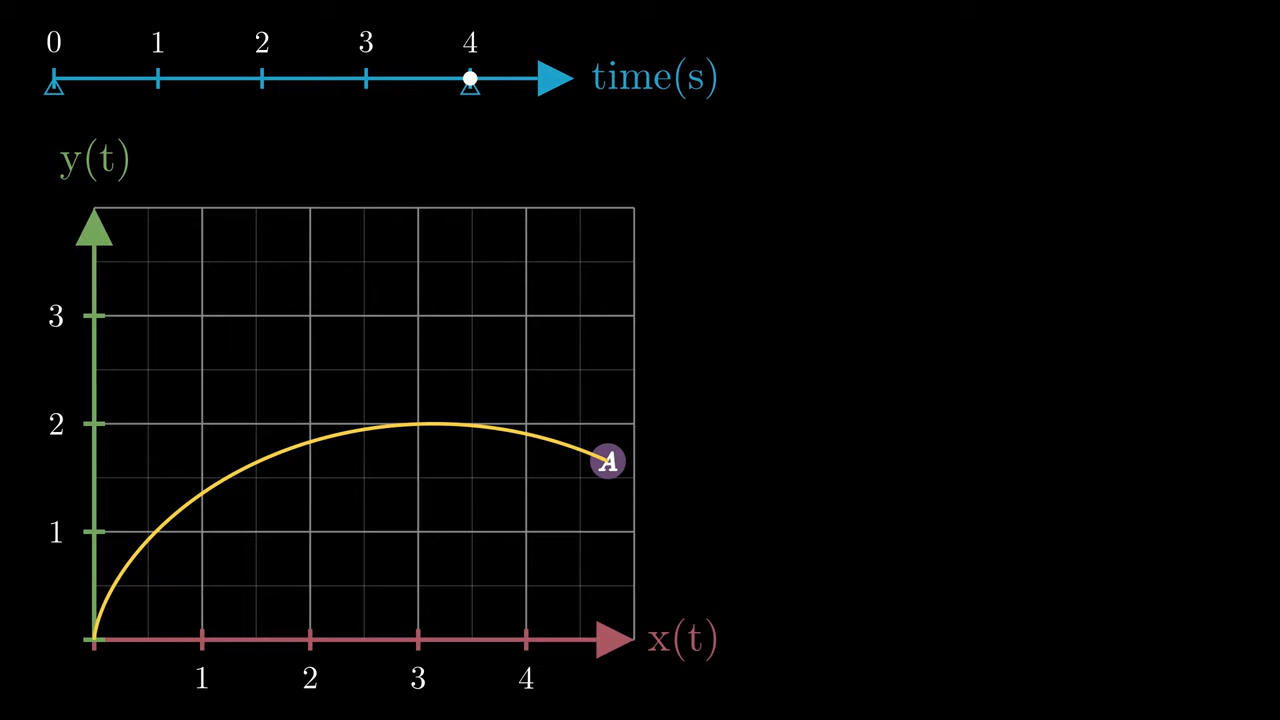 0 1 2 3 4
time(s)
y(t)
3
2
A
1
x(t)
1 2 3 4